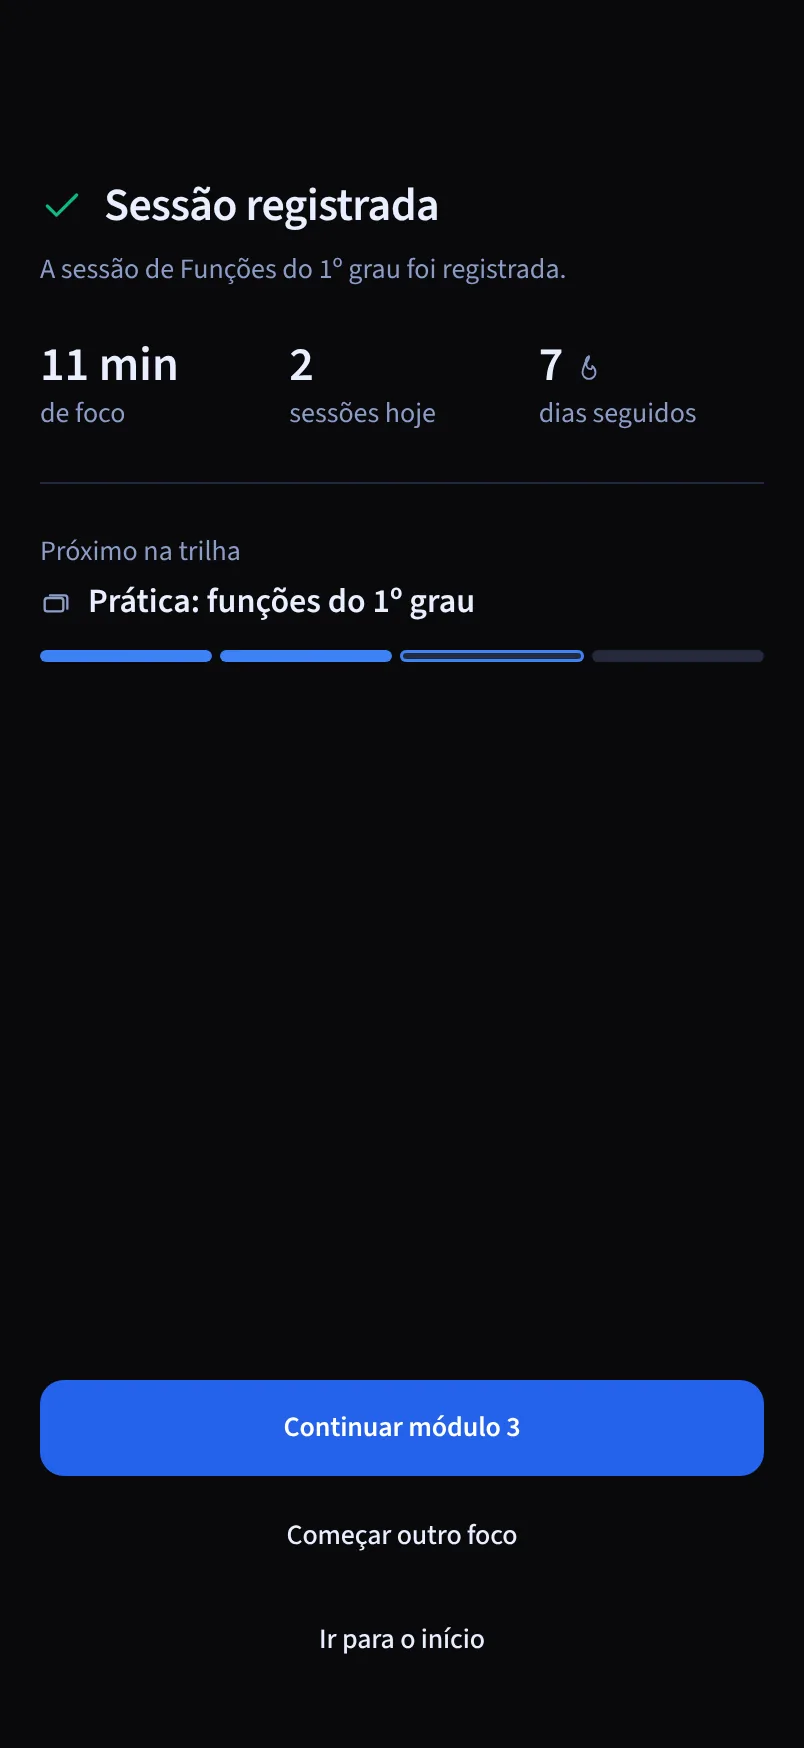 Sessão registrada
A sessão de Funções do 1º grau foi registrada.
11 min
de foco
2
sessões hoje
7
dias seguidos
Próximo na trilha
Prática: funções do 1º grau
Continuar módulo 3
Começar outro foco
Ir para o início